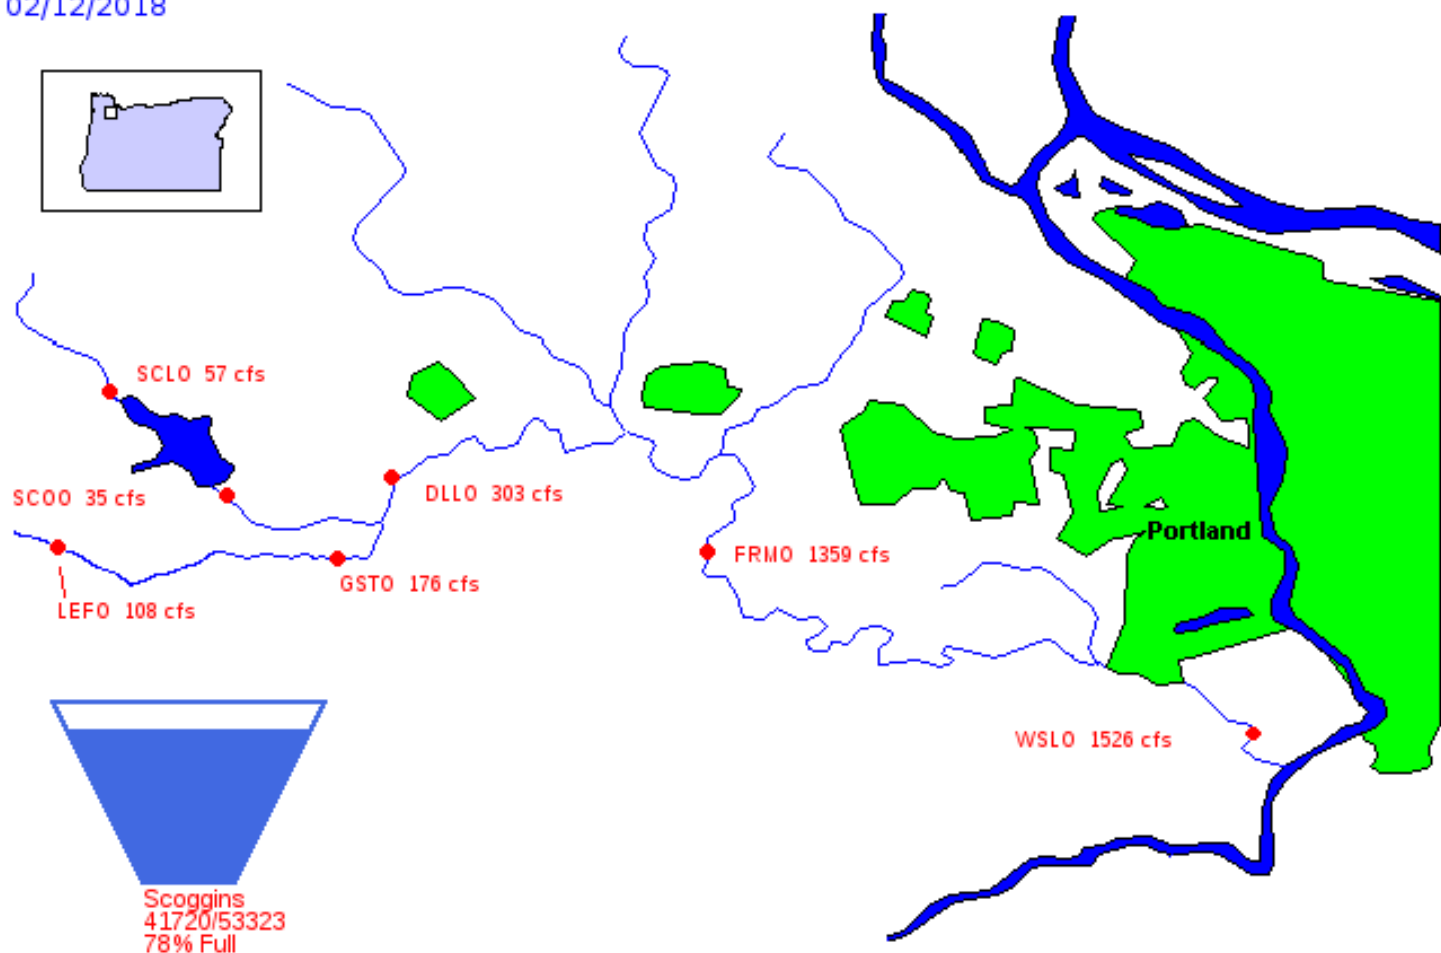 02/12/2018
SCLO 57 cfs
SCOO 35 cfs
DLLO 303 cfs
Portland
FRMO 1359 cfs
GSTO 176 cfs
LEFO 108 cfs
WSLO 1526 cfs
Scoggins
41720/53323
78% Full